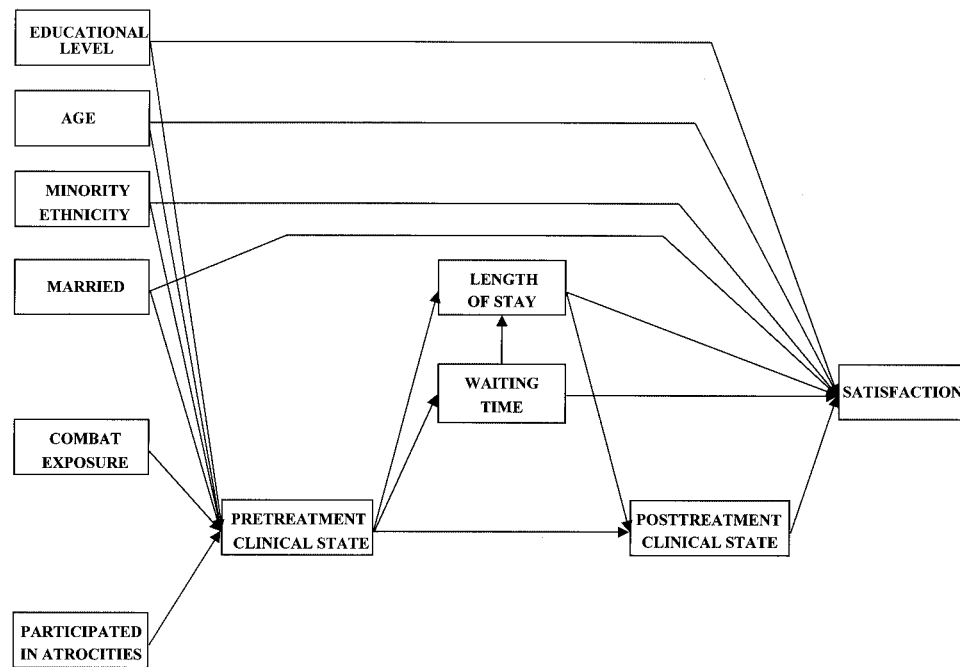 EDUCATIONAL
LEVEL
AGE
MINORITY
ETHNICITY
MARRIED
COMBAT
EXPOSURE
PARTICIPATED
IN ATROCITIES
PRETREATMENT
CLINICAL STATE
LENGTH
OF STAY
WAITING
TIME
POSTTREATMENT
CLINICAL STATE
SATISFACTION